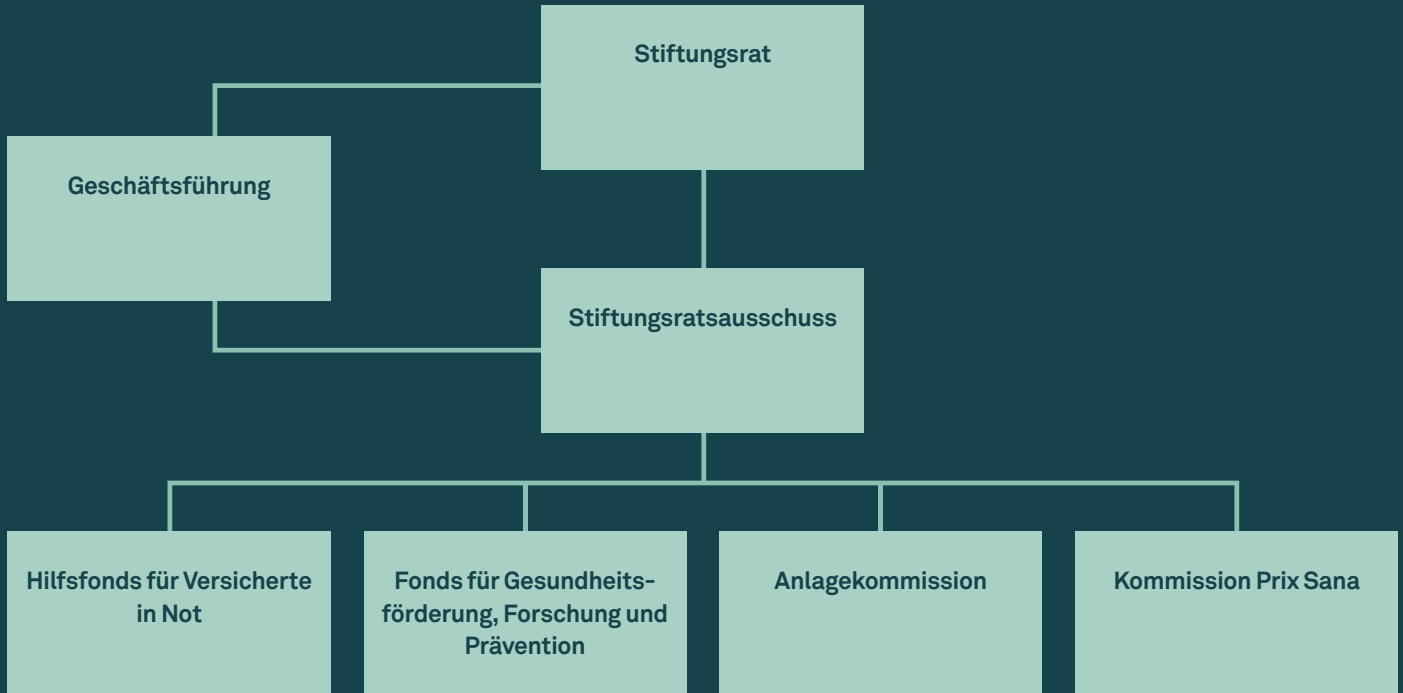 Stiftungsrat
Geschäftsführung
Stiftungsratsausschuss
Hilfsfonds für Versicherte
in Not
Fonds für Gesundheits-
förderung, Forschung und
Prävention
Anlagekommission
Kommission Prix Sana